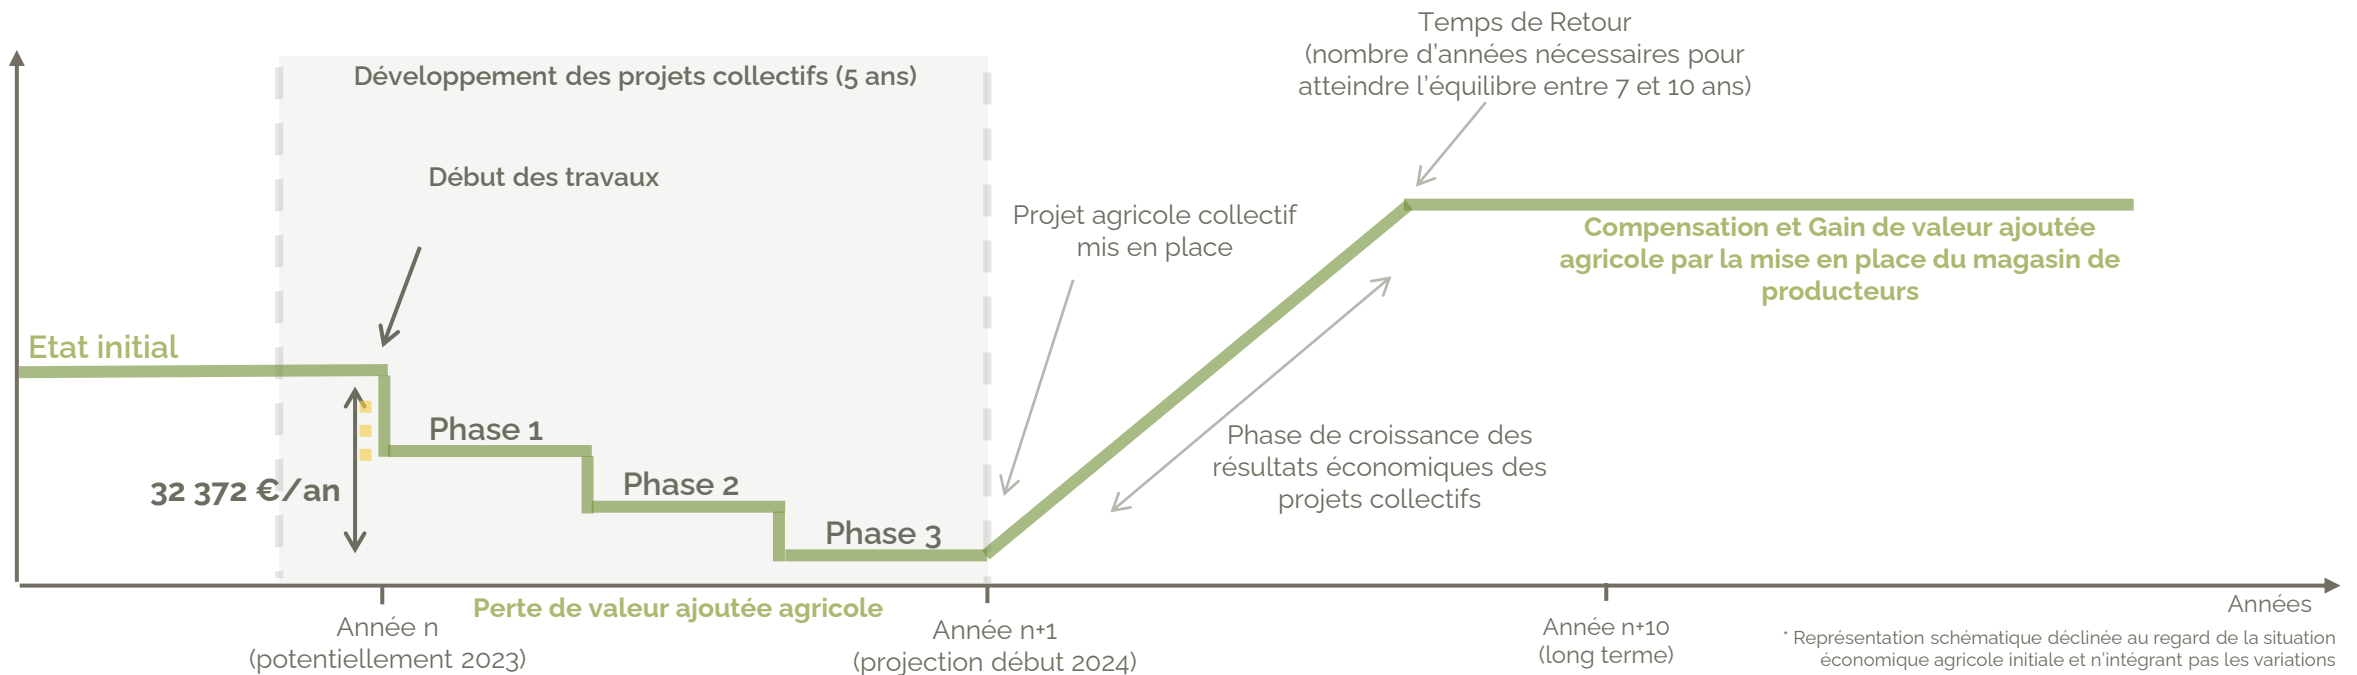 Temps de Retour
(nombre d’années nécessaires pour
atteindre l’équilibre entre 7 et 10 ans)
Développement des projets collectifs (5 ans)
Début des travaux
Projet agricole collectif
mis en place
Compensation et Gain de valeur ajoutée
agricole par la mise en place du magasin de
producteurs
Etat initial
Phase 1
Phase de croissance des
résultats économiques des
projets collectifs
32 372 €/an
Phase 2
Phase 3
Perte de valeur ajoutée agricole
Années
Année n
(potentiellement 2023)
Année n+1
(projection début 2024)
Année n+10
(long terme)
* Représentation schématique déclinée au regard de la situation
économique agricole initiale et n’intégrant pas les variations